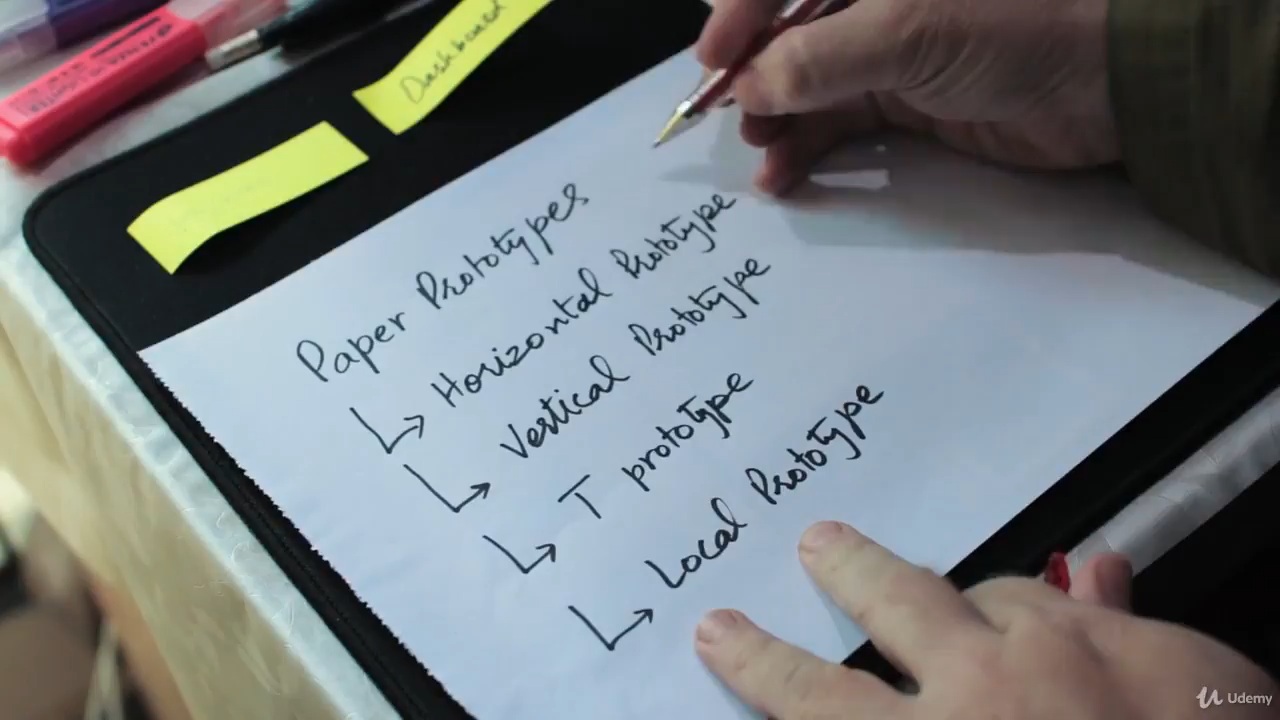 Dashboard
Paper Prototypes
Horizontal Prototype
Vertical Prototype
T prototype
Local Prototype
Udemy